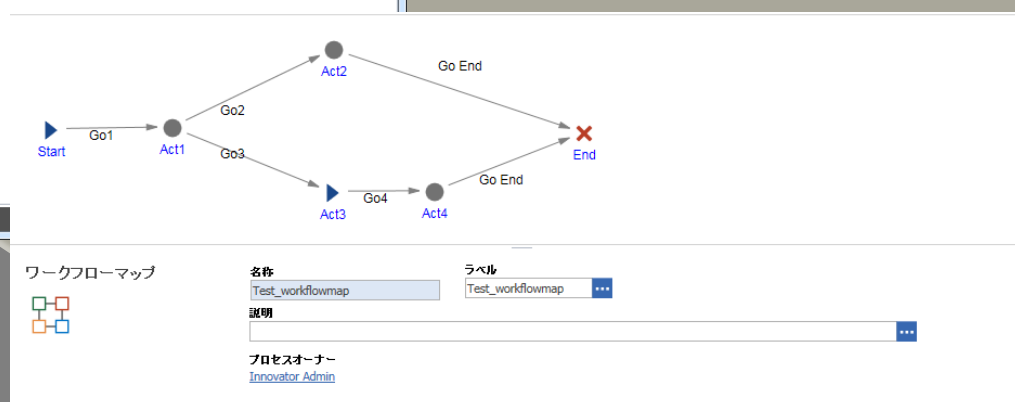 Act2
Go End
Go2
Start
Go1
Act1
End
Go3
Go End
Act3
Go4
Act4
ワークフローマップ
名称
ラベル
Test_workflowmap
Test_workflowmap
...
説明
...
プロセスオーナー
Innovator Admin